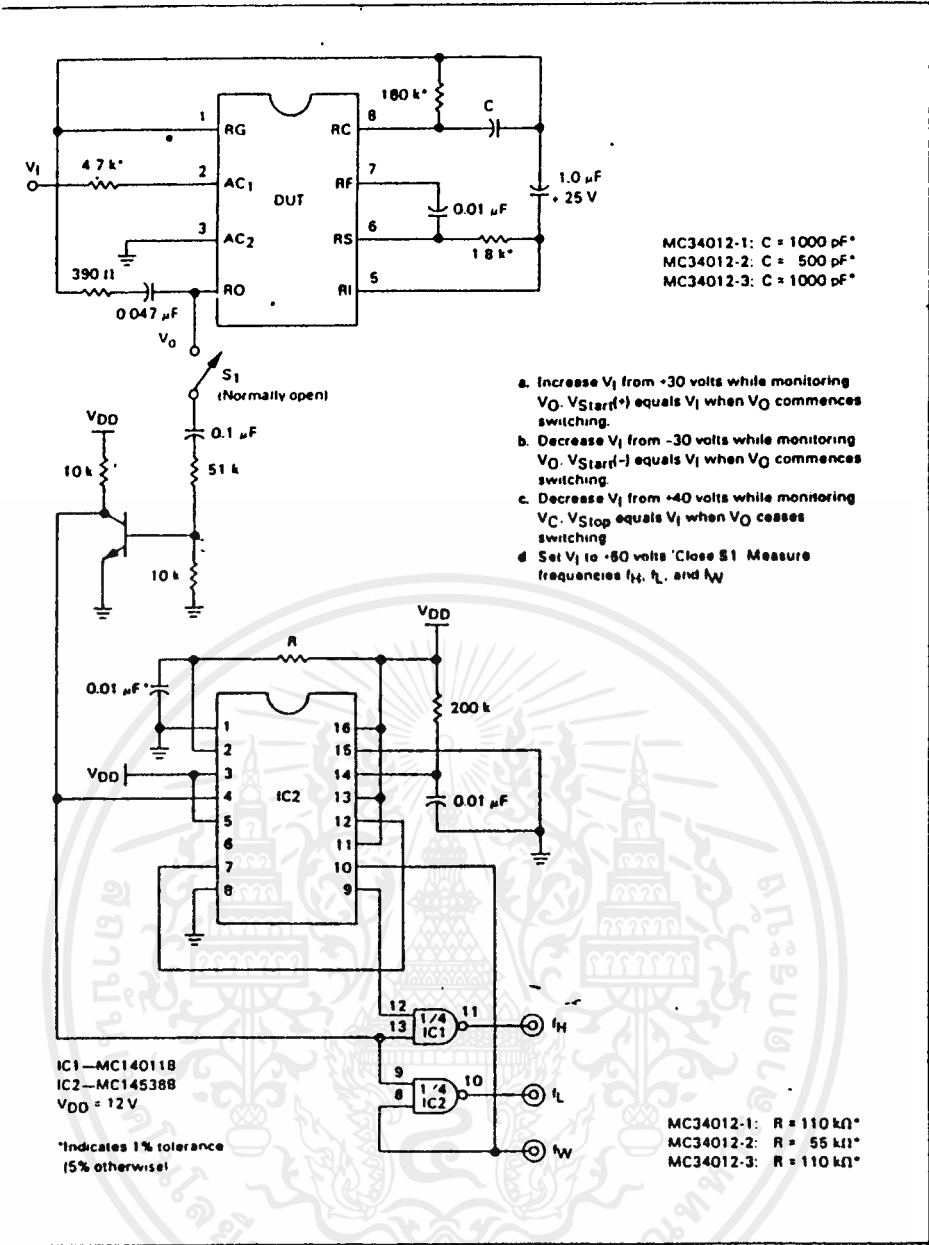 180 k*
C
1
RG
RC
8
VI
4.7 k*
2
AC1
DUT
RF
7
0.01 µF
1.0 µF
+ 25 V
3
AC2
RS
6
1.8 k*
390 Ω
RO
RI
5
0.047 µF
MC34012-1: C = 1000 pF*
MC34012-2: C = 500 pF*
MC34012-3: C = 1000 pF*
Vo
S1
(Normally open)
0.1 µF
51 k
VDD
10 k
10 k
a. Increase VI from +30 volts while monitoring
VO. VStart(+) equals VI when VO commences
switching.
b. Decrease VI from -30 volts while monitoring
VO. VStart(-) equals VI when VO commences
switching.
c. Decrease VI from +40 volts while monitoring
VC. VStop equals VI when VO ceases
switching
d Set VI to +60 volts Close S1 Measure
frequencies fH, fL, and fW
VDD
R
0.01 µF*
200 k
1
2
3
4
5
6
7
8
IC2
16
15
14
13
12
11
10
9
VDD
0.01 µF
12
13
1/4
IC1
11
fH
9
8
1/4
IC2
10
fL
fW
IC1—MC14011B
IC2—MC14538B
VDD = 12 V
*Indicates 1% tolerance
(5% otherwise)
MC34012-1: R = 110 kΩ*
MC34012-2: R = 55 kΩ*
MC34012-3: R = 110 kΩ*